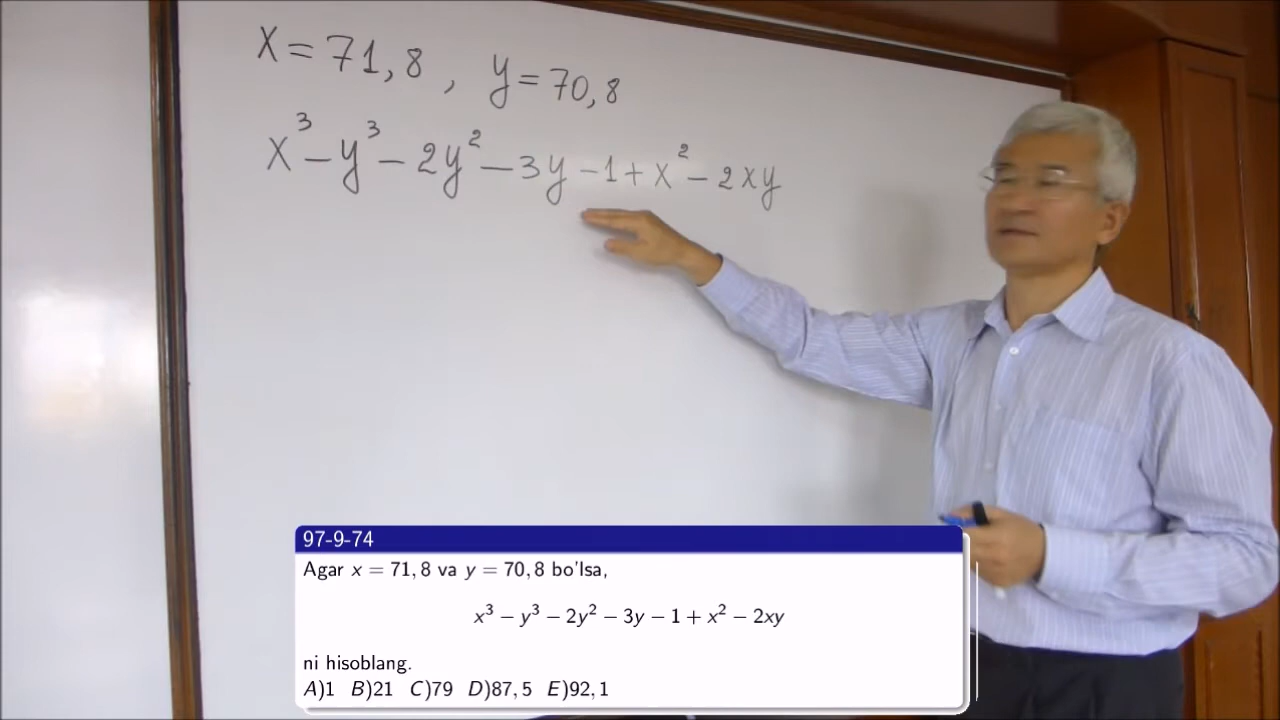 x = 71,8 , y = 70,8
x³ – y³ – 2y² – 3y – 1 + x² – 2xy
97-9-74
Agar x = 71, 8 va y = 70, 8 bo'lsa,
x³ − y³ − 2y² − 3y − 1 + x² − 2xy
ni hisoblang.
A)1 B)21 C)79 D)87, 5 E)92, 1